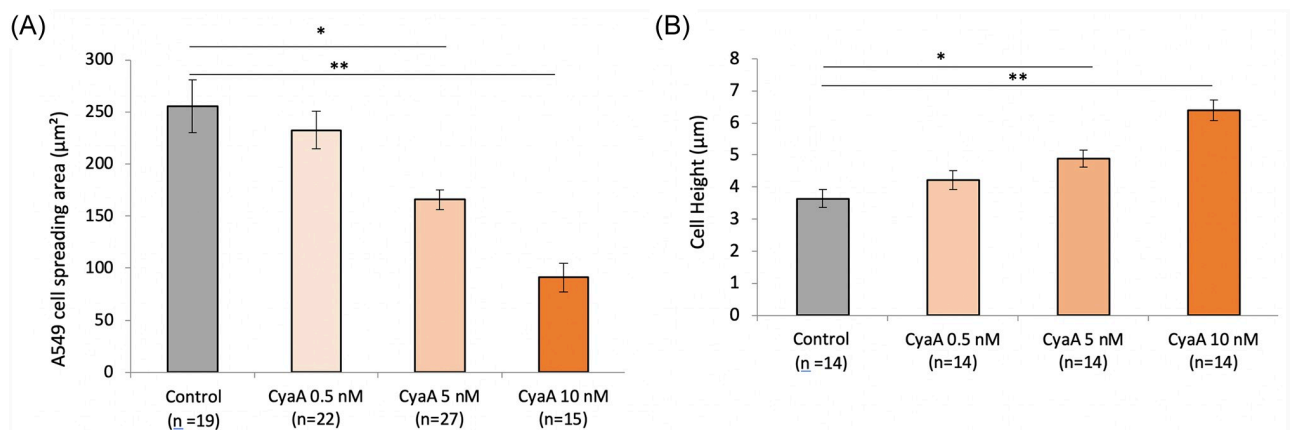 (A)
*
**
300
250
200
150
100
50
0
A549 cell spreading area (µm²)
Control
(n =19)
CyaA 0.5 nM
(n=22)
CyaA 5 nM
(n=27)
CyaA 10 nM
(n=15)
(B)
*
**
8
7
6
5
4
3
2
1
0
Cell Height (µm)
Control
(n =14)
CyaA 0.5 nM
(n=14)
CyaA 5 nM
(n=14)
CyaA 10 nM
(n=14)